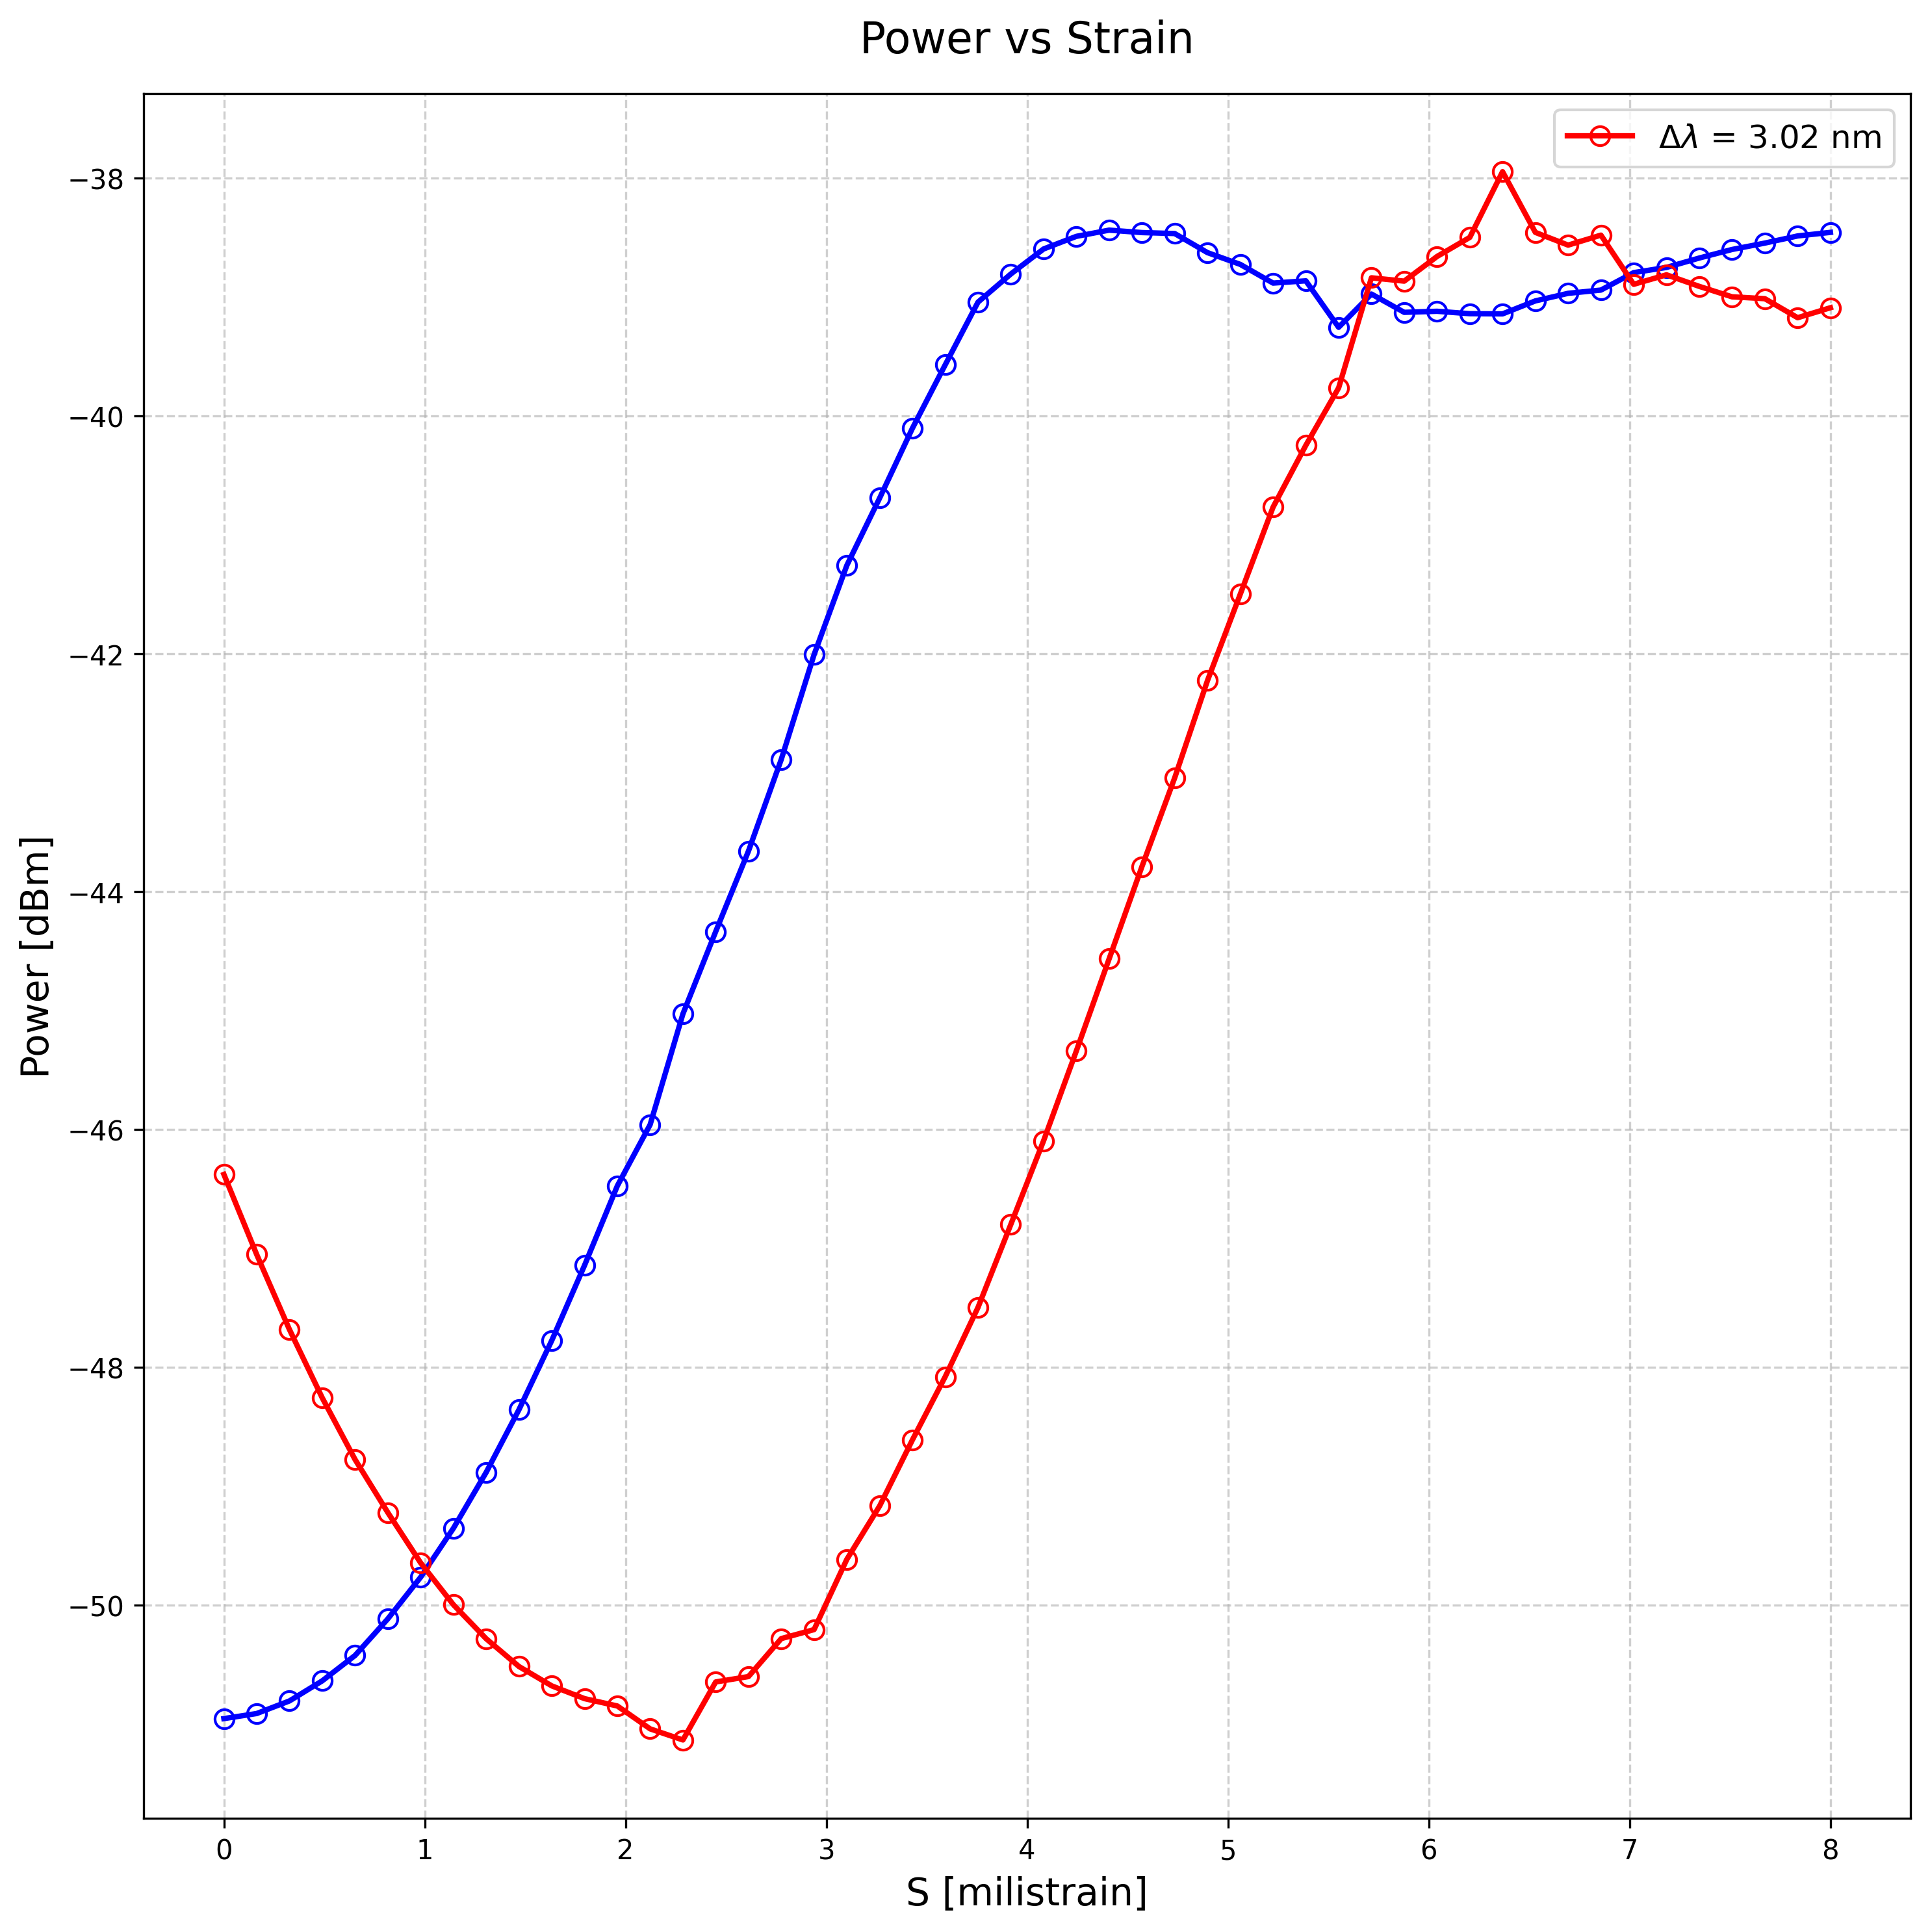 Power vs Strain
Δλ = 3.02 nm
−38
−40
−42
−44
−46
−48
−50
Power [dBm]
0 1 2 3 4 5 6 7 8
S [milistrain]